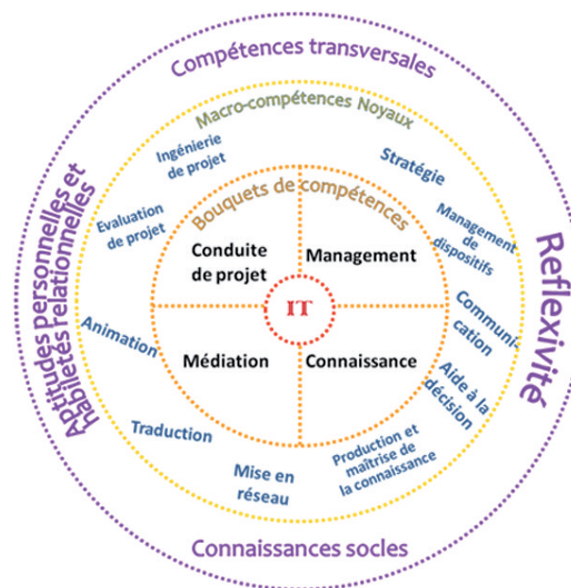 Compétences transversales
Macro-compétences Noyaux
Ingénierie
de projet
Stratégie
Bouquets de compétences
Evaluation
de projet
Management
de
dispositifs
Conduite
de projet
Management
Aptitudes personnelles et
habiletés relationnelles
IT
Reflexivité
Communi-
cation
Animation
Médiation
Connaissance
Aide à la
décision
Traduction
Mise en
réseau
Production et
maîtrise de
la connaissance
Connaissances socles